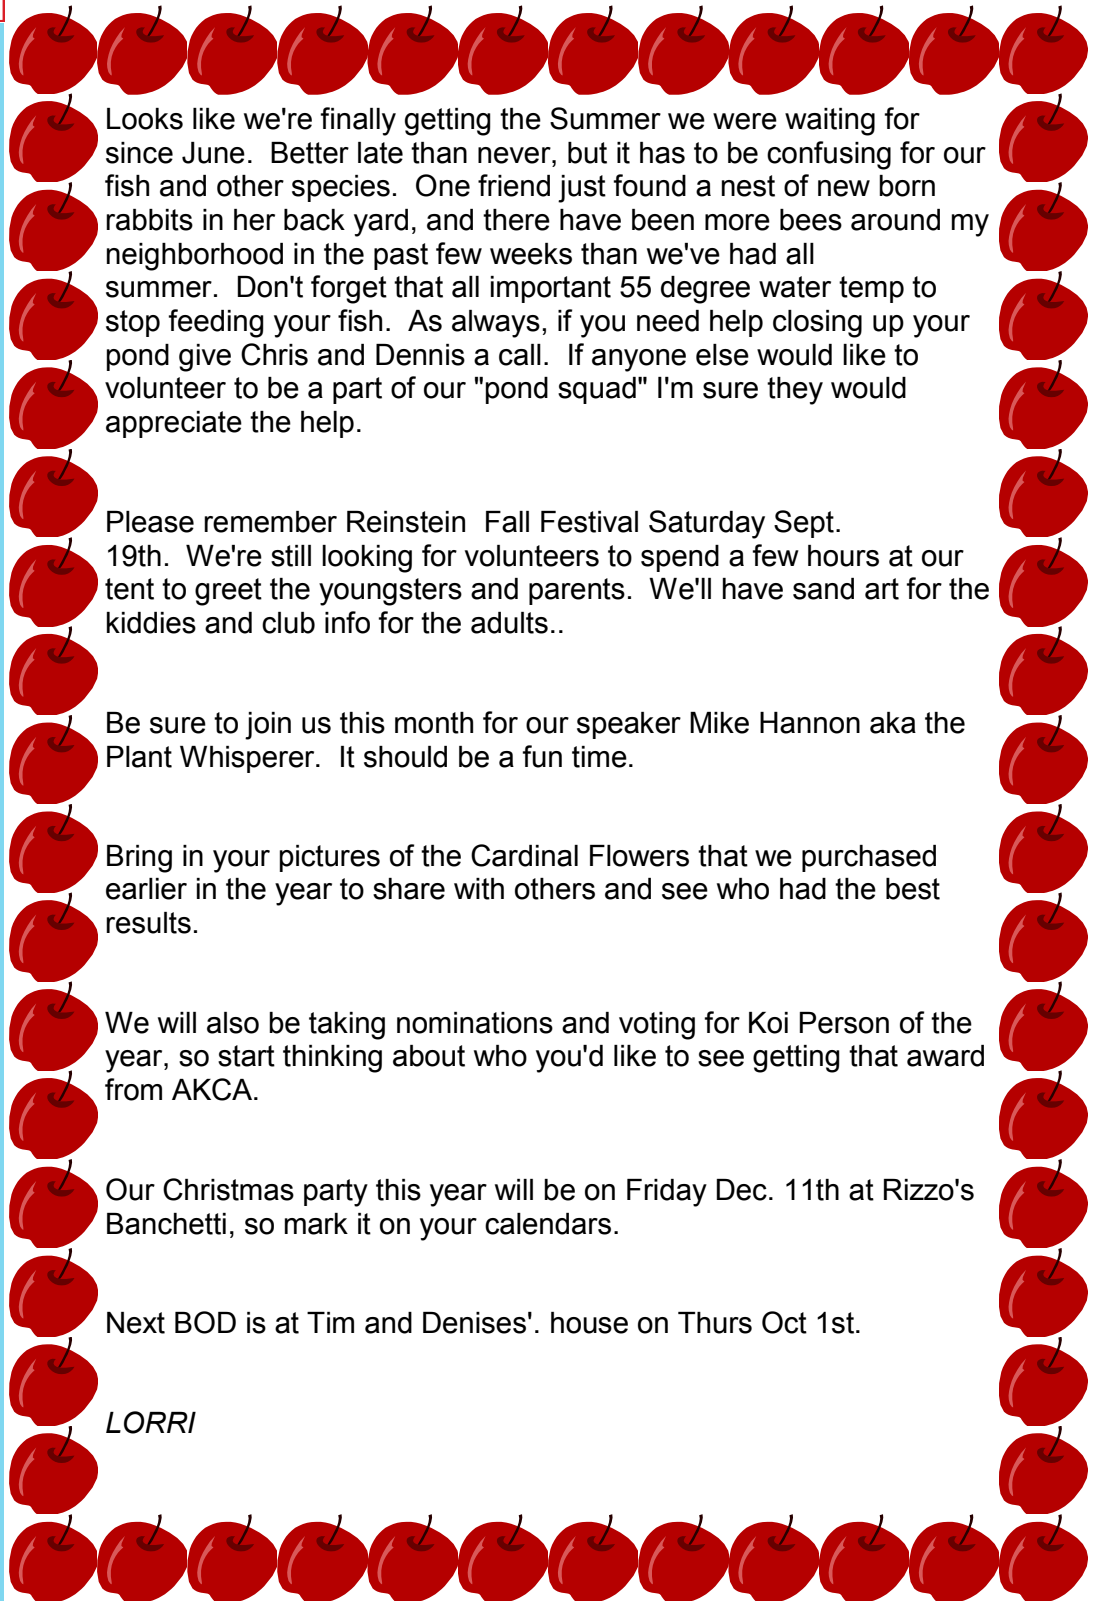 Looks like we're finally getting the Summer we were waiting for
since June.  Better late than never, but it has to be confusing for our
fish and other species.  One friend just found a nest of new born
rabbits in her back yard, and there have been more bees around my
neighborhood in the past few weeks than we've had all
summer.  Don't forget that all important 55 degree water temp to
stop feeding your fish.  As always, if you need help closing up your
pond give Chris and Dennis a call.  If anyone else would like to
volunteer to be a part of our "pond squad" I'm sure they would
appreciate the help.
Please remember Reinstein  Fall Festival Saturday Sept.
19th.  We're still looking for volunteers to spend a few hours at our
tent to greet the youngsters and parents.  We'll have sand art for the
kiddies and club info for the adults..
Be sure to join us this month for our speaker Mike Hannon aka the
Plant Whisperer.  It should be a fun time.
Bring in your pictures of the Cardinal Flowers that we purchased
earlier in the year to share with others and see who had the best
results.
We will also be taking nominations and voting for Koi Person of the
year, so start thinking about who you'd like to see getting that award
from AKCA.
Our Christmas party this year will be on Friday Dec. 11th at Rizzo's
Banchetti, so mark it on your calendars.
Next BOD is at Tim and Denises'. house on Thurs Oct 1st.
LORRI